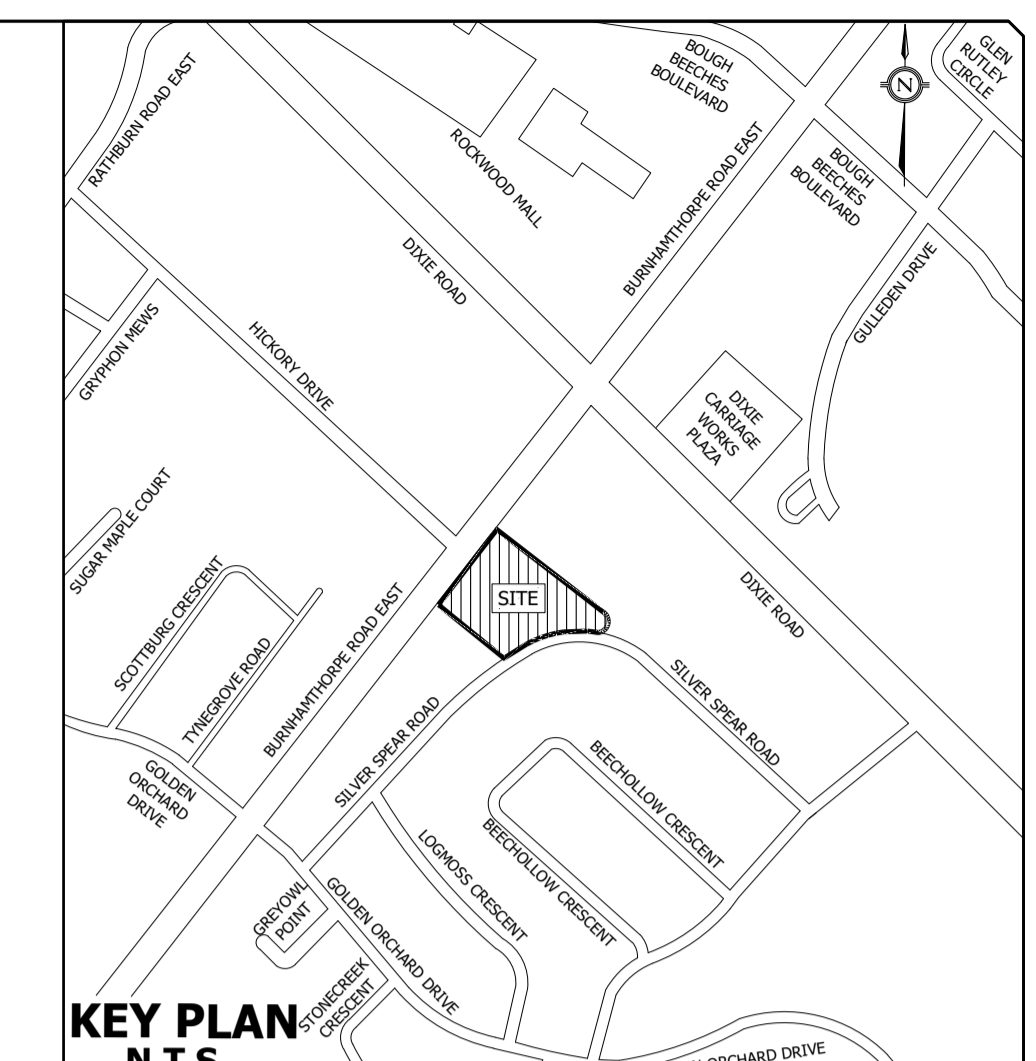 GLEN
RUTLEY
CIRCLE
BOUGH
BEECHES
BOULEVARD
N
RATHBURN ROAD EAST
ROCKWOOD MALL
BURNHAMTHORPE ROAD EAST
BOUGH
BEECHES
BOULEVARD
DIXIE ROAD
GULLEDEN DRIVE
GRYPHON MEWS
HICKORY DRIVE
DIXIE
CARRIAGE
WORKS
PLAZA
SUGAR MAPLE COURT
SCOTTBURG CRESCENT
SITE
DIXIE ROAD
TYNEGROVE ROAD
BURNHAMTHORPE ROAD EAST
SILVER SPEAR ROAD
SILVER SPEAR ROAD
GOLDEN
ORCHARD
DRIVE
BEECHOLLOW CRESCENT
BEECHOLLOW CRESCENT
LOGMOSS CRESCENT
GREYOWL
POINT
GOLDEN ORCHARD DRIVE
STONECREEK
CRESCENT
KEY PLAN
N.T.S.
ORCHARD DRIVE